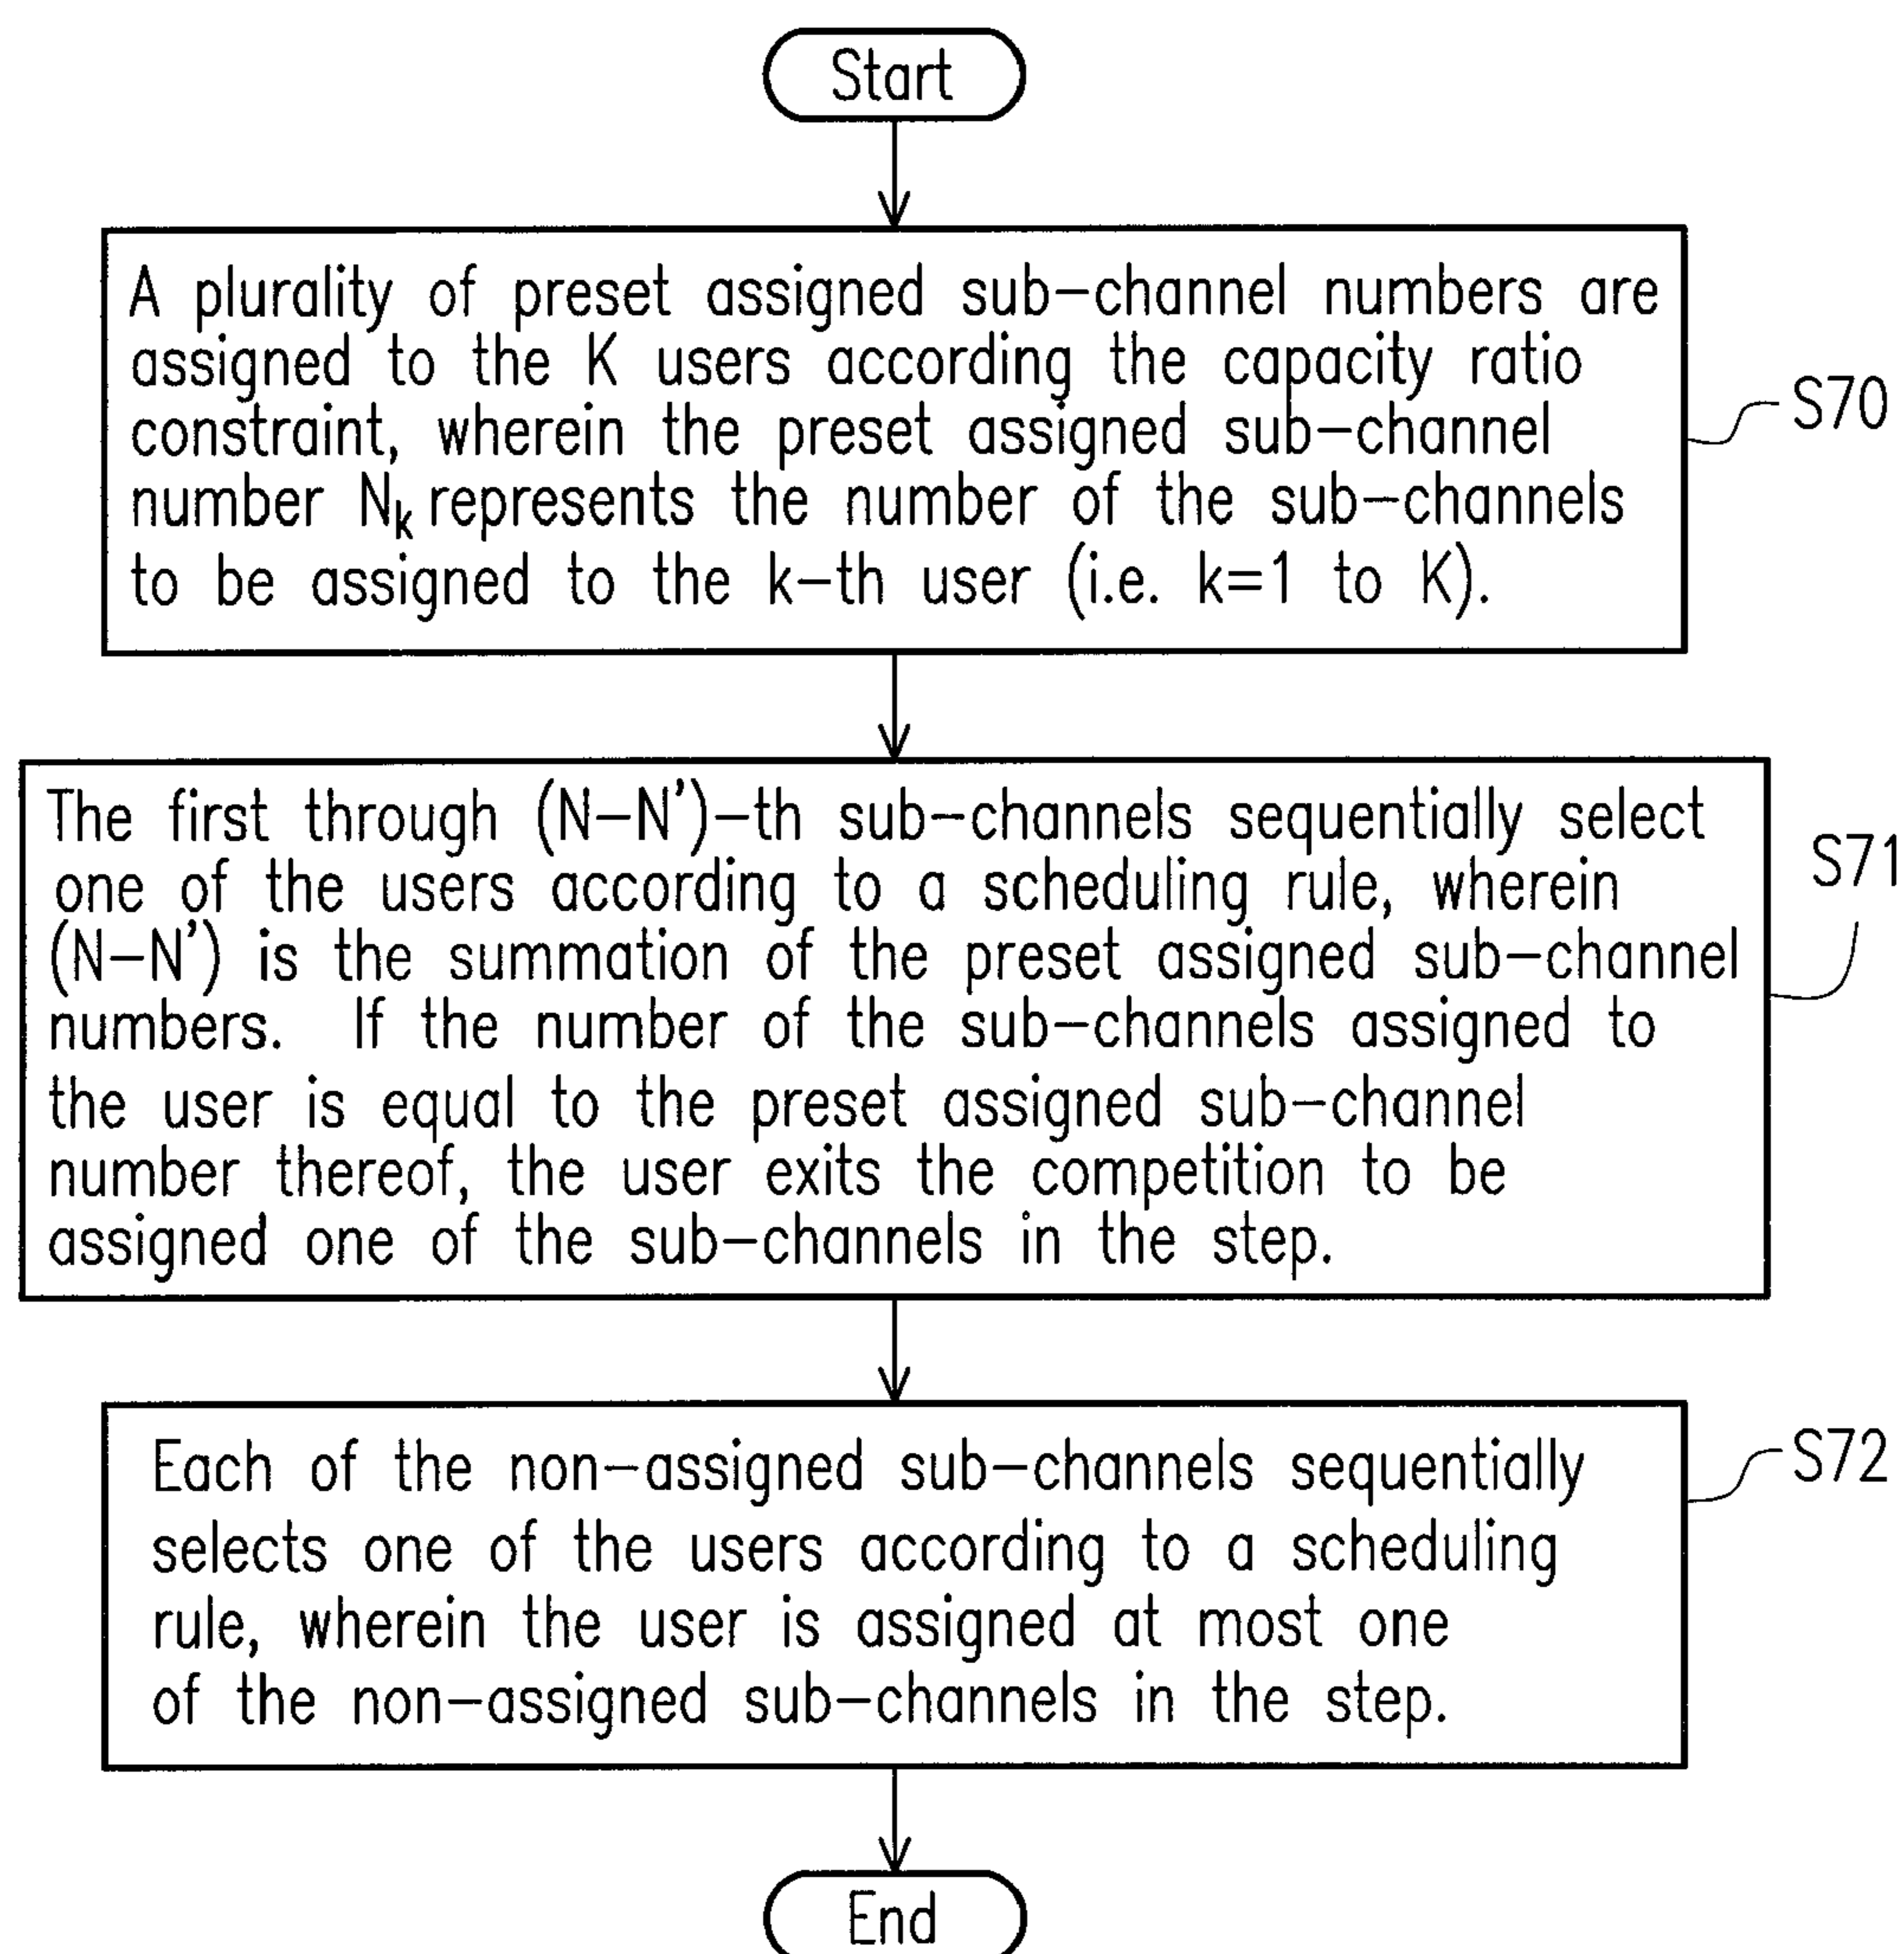 Start
A plurality of preset assigned sub-channel numbers are
assigned to the K users according the capacity ratio
constraint, wherein the preset assigned sub-channel
number Nk represents the number of the sub-channels
to be assigned to the k-th user (i.e. k=1 to K).
S70
The first through (N-N')-th sub-channels sequentially select
one of the users according to a scheduling rule, wherein
(N-N') is the summation of the preset assigned sub-channel
numbers. If the number of the sub-channels assigned to
the user is equal to the preset assigned sub-channel
number thereof, the user exits the competition to be
assigned one of the sub-channels in the step.
S71
Each of the non-assigned sub-channels sequentially
selects one of the users according to a scheduling
rule, wherein the user is assigned at most one
of the non-assigned sub-channels in the step.
S72
End